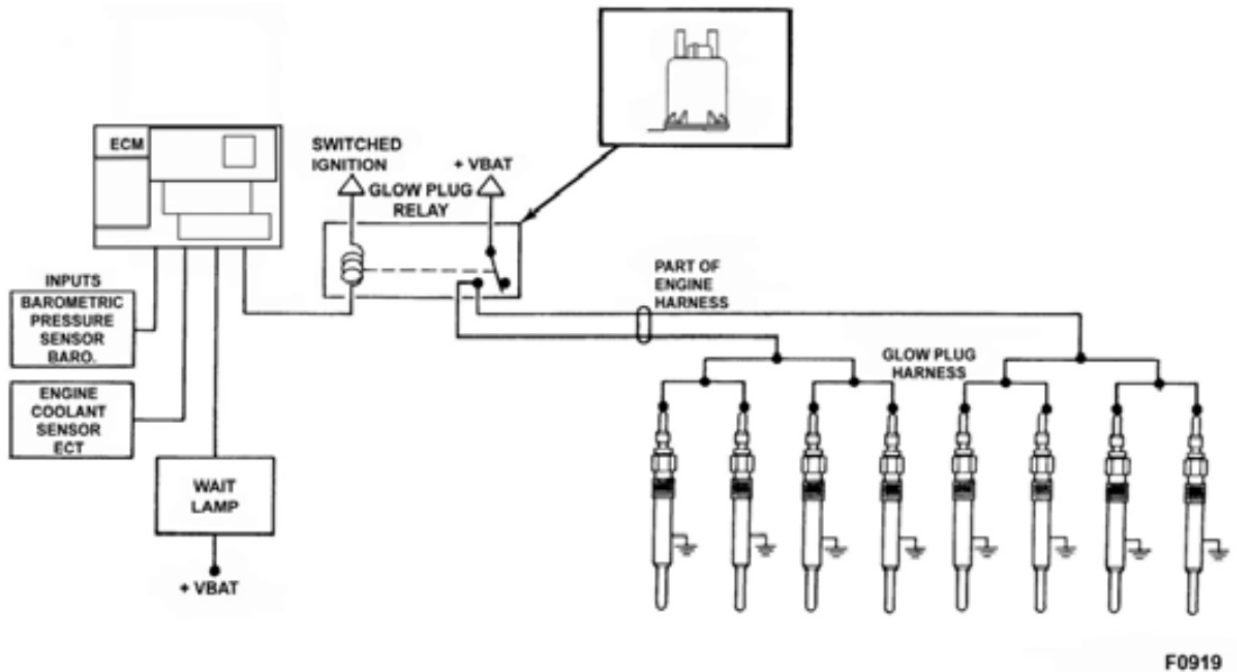 ECM
SWITCHED
IGNITION
+ VBAT
GLOW PLUG
RELAY
INPUTS
BAROMETRIC
PRESSURE
SENSOR
BARO.
ENGINE
COOLANT
SENSOR
ECT
WAIT
LAMP
+ VBAT
PART OF
ENGINE
HARNESS
GLOW PLUG
HARNESS
F0919